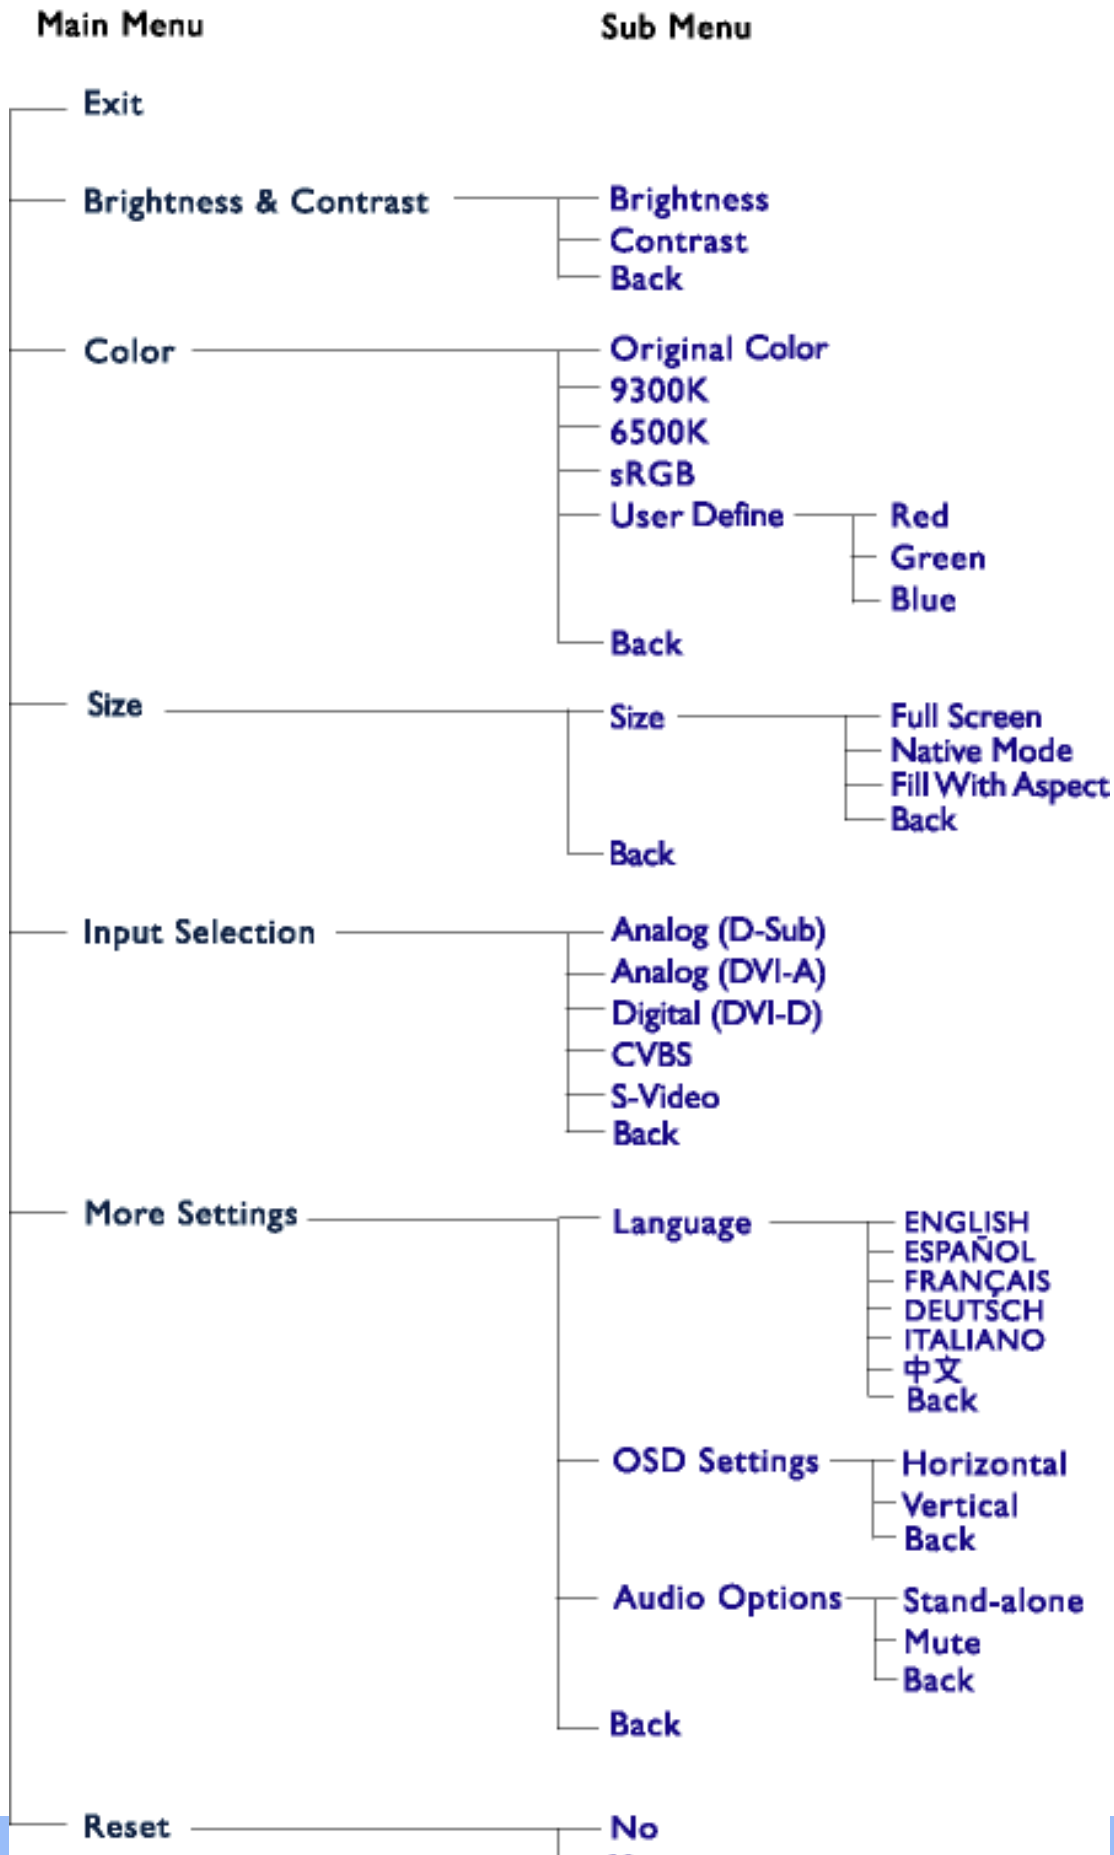 Main Menu Sub Menu
Exit
Brightness & Contrast Brightness
Contrast
Back
Color Original Color
9300K
6500K
sRGB
User Define Red
Green
Blue
Back
Size Size Full Screen
Native Mode
Fill With Aspect
Back
Back
Input Selection Analog (D-Sub)
Analog (DVI-A)
Digital (DVI-D)
CVBS
S-Video
Back
More Settings Language ENGLISH
ESPAÑOL
FRANÇAIS
DEUTSCH
ITALIANO
中文
Back
OSD Settings Horizontal
Vertical
Back
Audio Options Stand-alone
Mute
Back
Back
Reset No